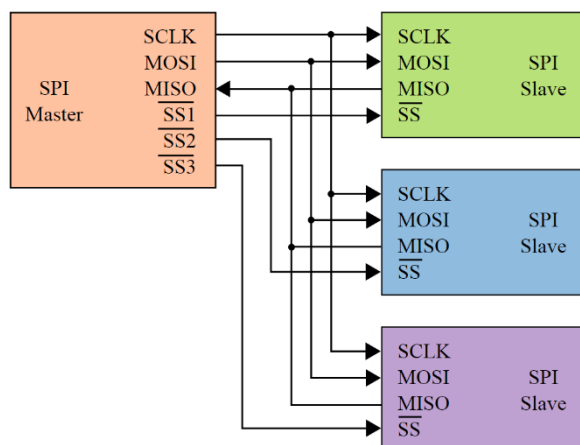 SPI
Master
SCLK
MOSI
MISO
SS1
SS2
SS3
SCLK
MOSI
MISO
SS
SPI
Slave
SCLK
MOSI
MISO
SS
SPI
Slave
SCLK
MOSI
MISO
SS
SPI
Slave